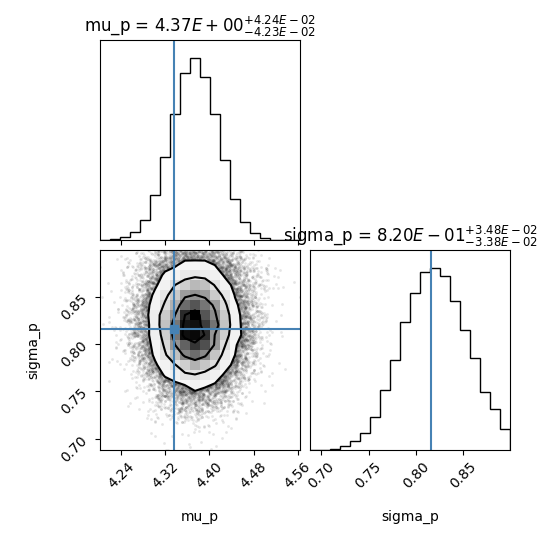 mu_p = 4.37E+00+4.24E−02
−4.23E−02
sigma_p = 8.20E−01+3.48E−02
−3.38E−02
0.85
0.80
0.75
0.70
sigma_p
4.24 4.32 4.40 4.48 4.56
mu_p
0.70 0.75 0.80 0.85
sigma_p